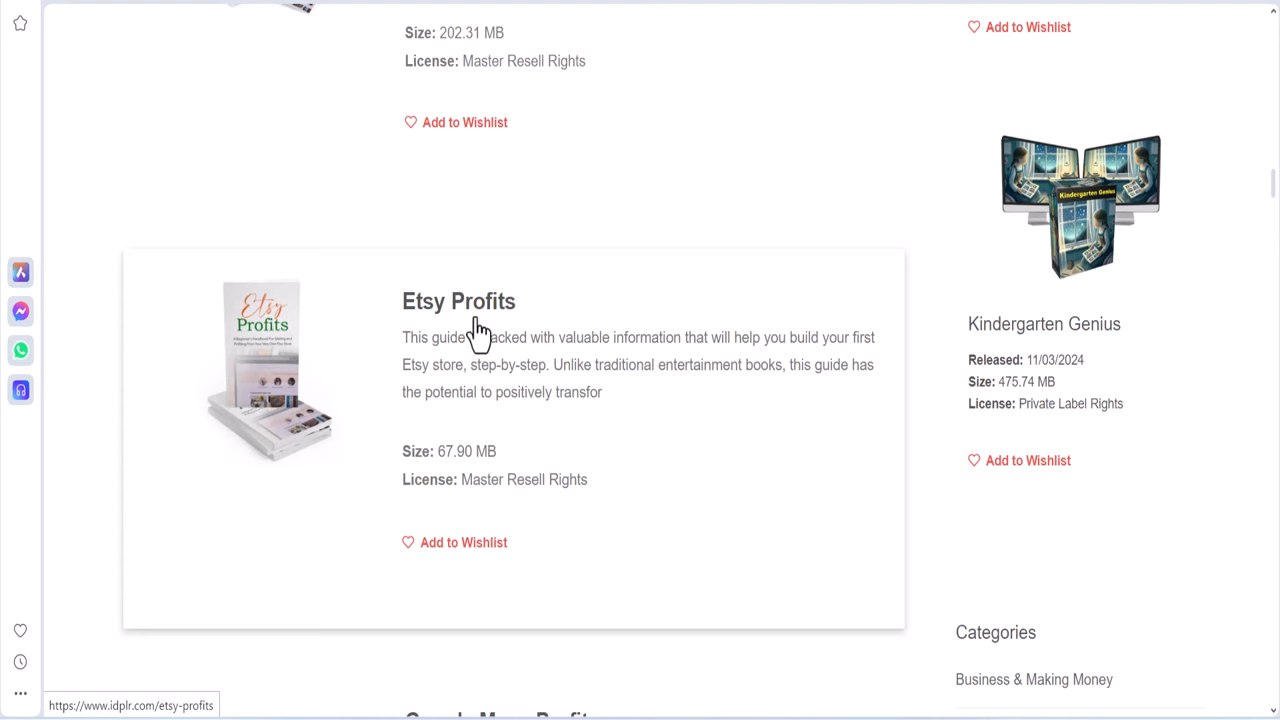 Size: 202.31 MB
License: Master Resell Rights
Add to Wishlist
Etsy
Profits
Etsy Profits
This guide acked with valuable information that will help you build your first
Etsy store, step-by-step. Unlike traditional entertainment books, this guide has
the potential to positively transfor
Size: 67.90 MB
License: Master Resell Rights
Add to Wishlist
Add to Wishlist
Kindergarten Genius
Kindergarten Genius
Released: 11/03/2024
Size: 475.74 MB
License: Private Label Rights
Add to Wishlist
Categories
Business & Making Money
https://www.idplr.com/etsy-profits